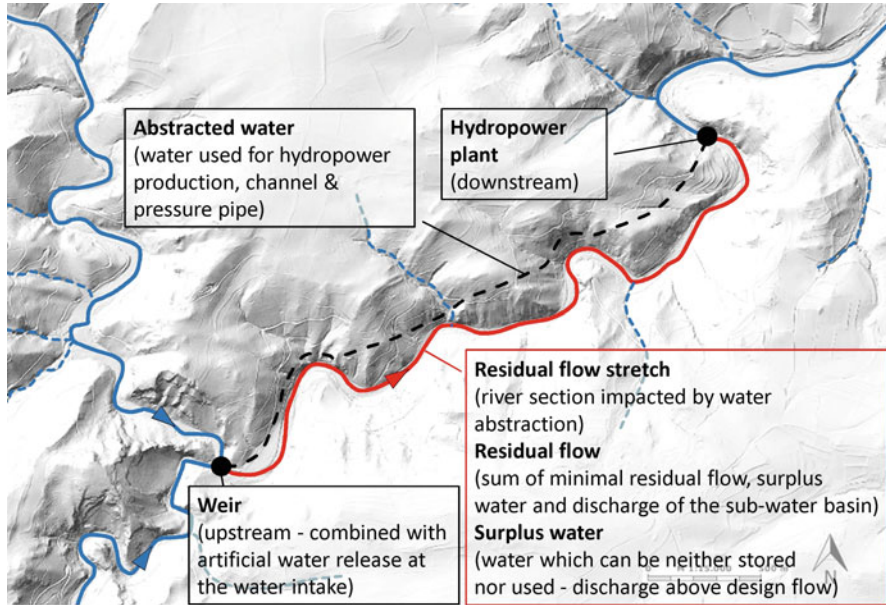 Abstracted water
(water used for hydropower
production, channel &
pressure pipe)
Hydropower
plant
(downstream)
Residual flow stretch
(river section impacted by water
abstraction)
Residual flow
(sum of minimal residual flow, surplus
water and discharge of the sub-water basin)
Surplus water
(water which can be neither stored
nor used - discharge above design flow)
Weir
(upstream - combined with
artificial water release at
the water intake)
N